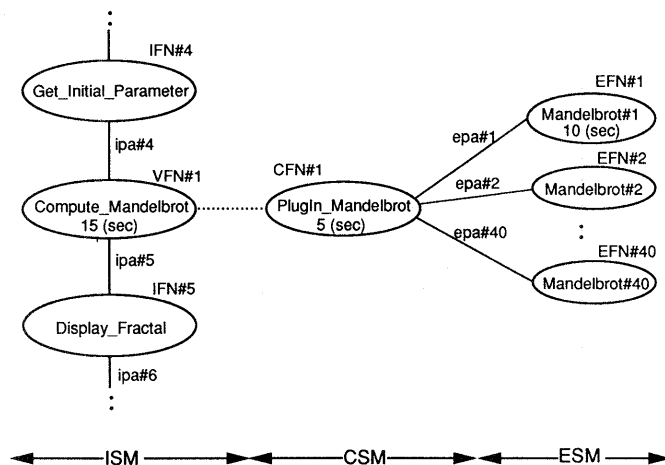 IFN#4
Get_Initial_Parameter
ipa#4
VFN#1
Compute_Mandelbrot
15 (sec)
ipa#5
IFN#5
Display_Fractal
ipa#6
CFN#1
PlugIn_Mandelbrot
5 (sec)
epa#1
epa#2
epa#40
EFN#1
Mandelbrot#1
10 (sec)
EFN#2
Mandelbrot#2
EFN#40
Mandelbrot#40
ISM
CSM
ESM